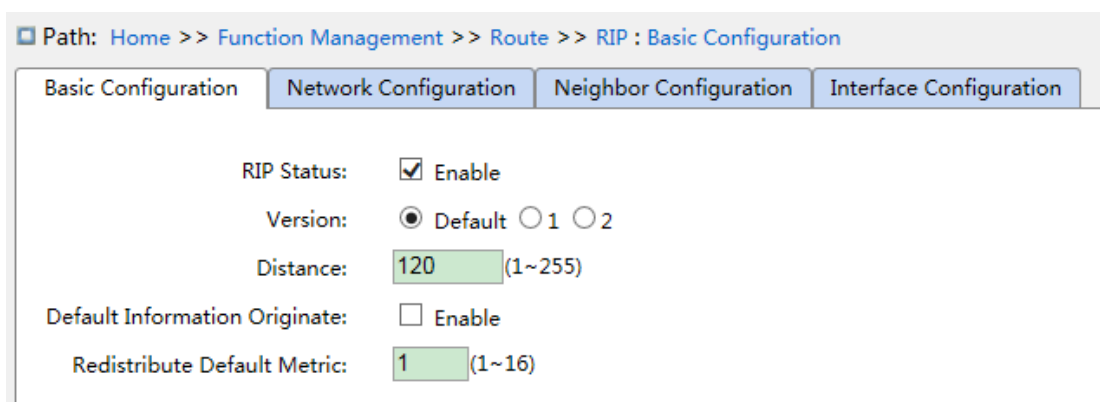 Path: Home >> Function Management >> Route >> RIP : Basic Configuration
Basic Configuration Network Configuration Neighbor Configuration Interface Configuration
RIP Status: Enable
Version: Default 1 2
Distance: 120 (1~255)
Default Information Originate: Enable
Redistribute Default Metric: 1 (1~16)